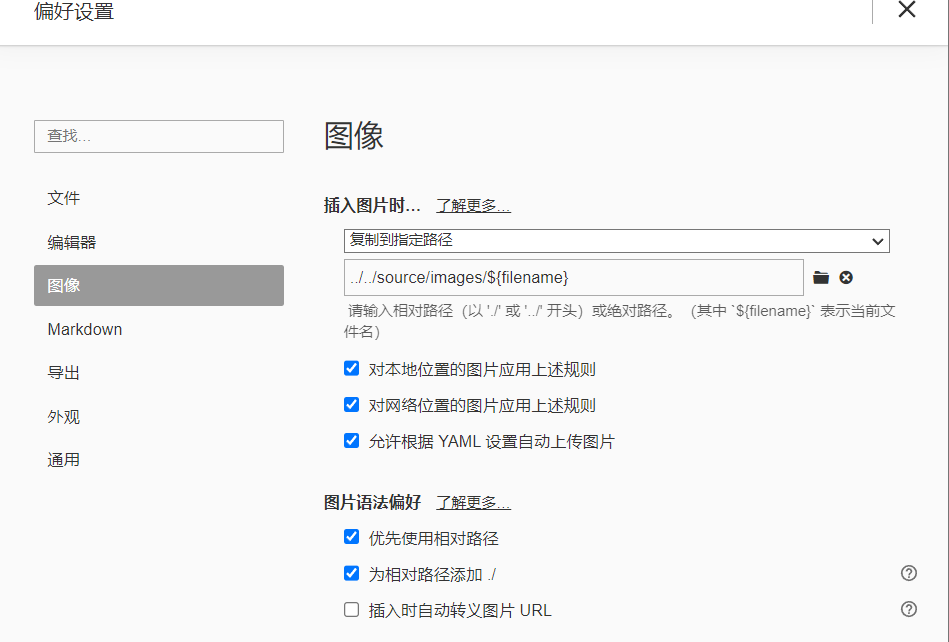 偏好设置
查找...
文件
编辑器
图像
Markdown
导出
外观
通用
图像
插入图片时... 了解更多...
复制到指定路径
../../source/images/${filename}
请输入相对路径（以 './' 或 '../' 开头）或绝对路径。（其中 `${filename}` 表示当前文
件名）
对本地位置的图片应用上述规则
对网络位置的图片应用上述规则
允许根据 YAML 设置自动上传图片
图片语法偏好 了解更多...
优先使用相对路径
为相对路径添加 ./
插入时自动转义图片 URL